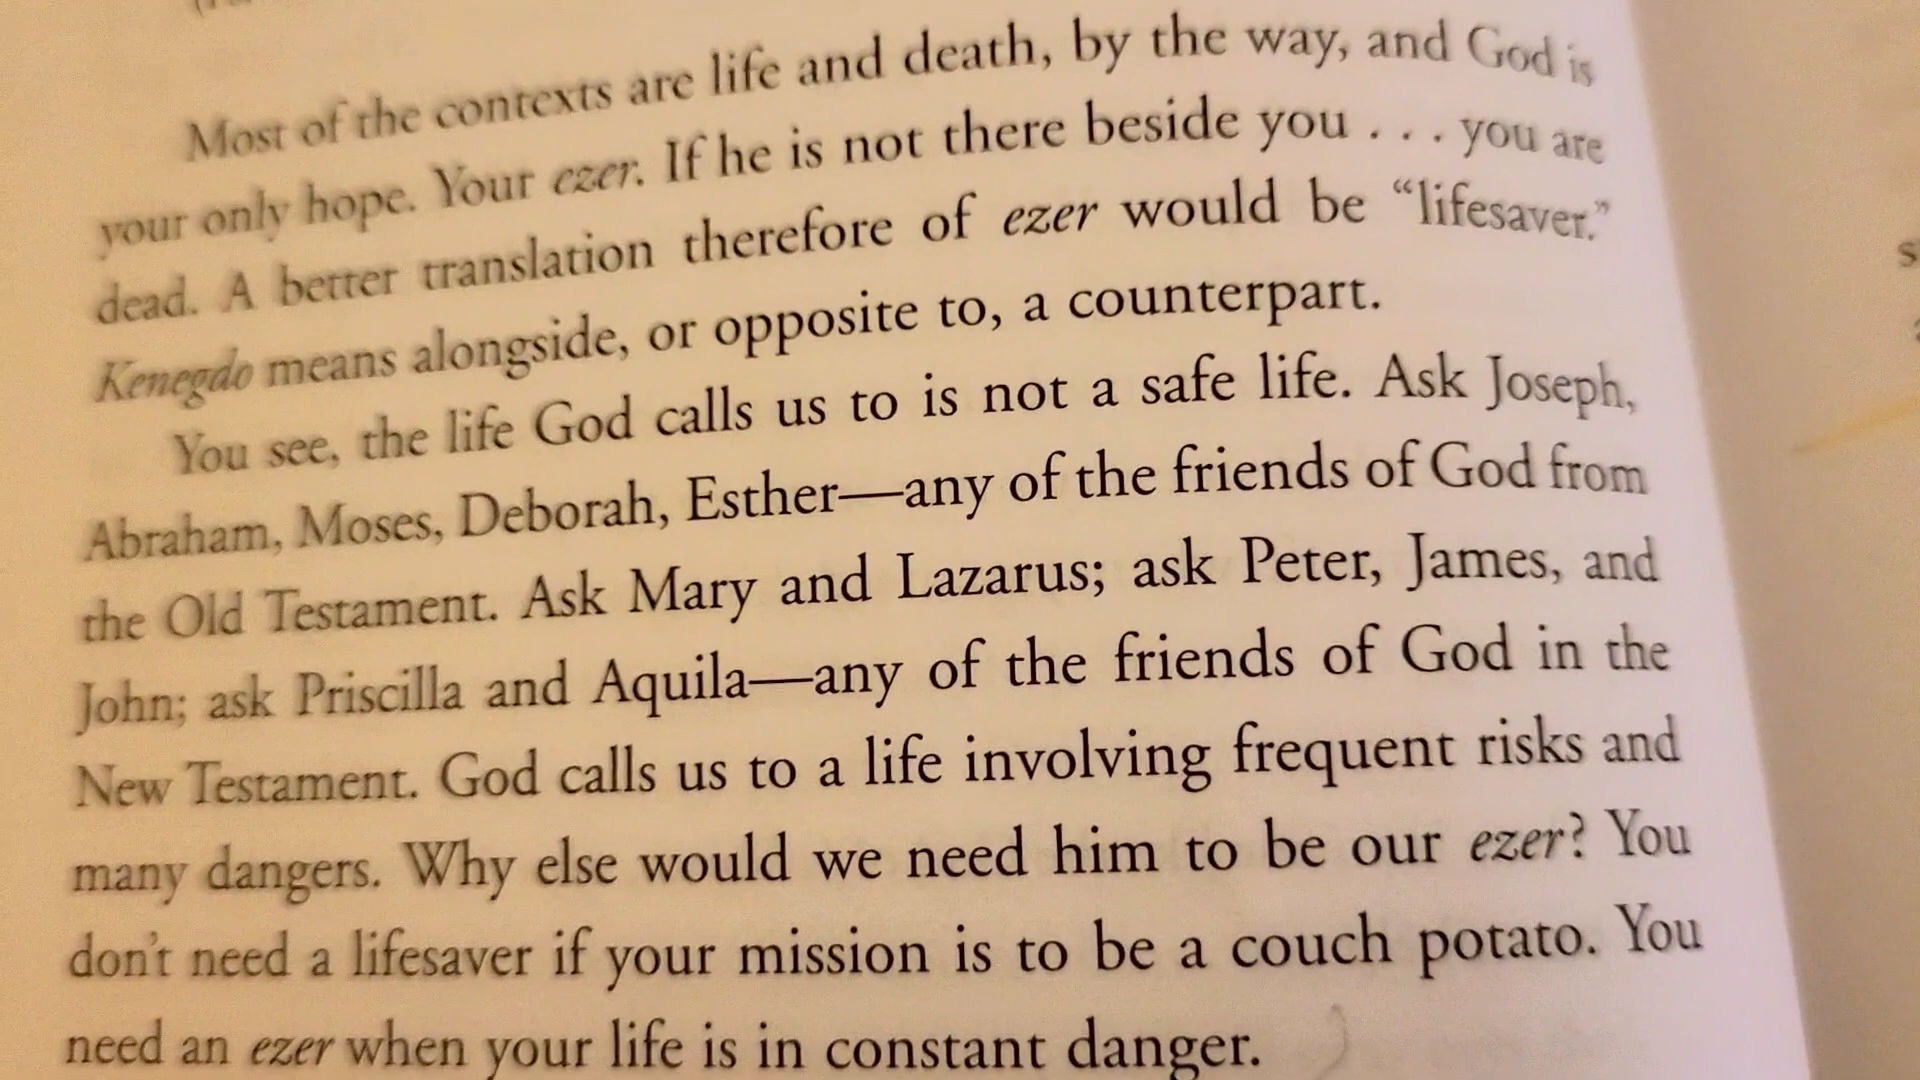 Most of the contexts are life and death, by the way, and God is
your only hope. Your ezer. If he is not there beside you . . . you are
dead. A better translation therefore of ezer would be “lifesaver.”
Kenegdo means alongside, or opposite to, a counterpart.
You see, the life God calls us to is not a safe life. Ask Joseph,
Abraham, Moses, Deborah, Esther—any of the friends of God from
the Old Testament. Ask Mary and Lazarus; ask Peter, James, and
John; ask Priscilla and Aquila—any of the friends of God in the
New Testament. God calls us to a life involving frequent risks and
many dangers. Why else would we need him to be our ezer? You
don’t need a lifesaver if your mission is to be a couch potato. You
need an ezer when your life is in constant danger.